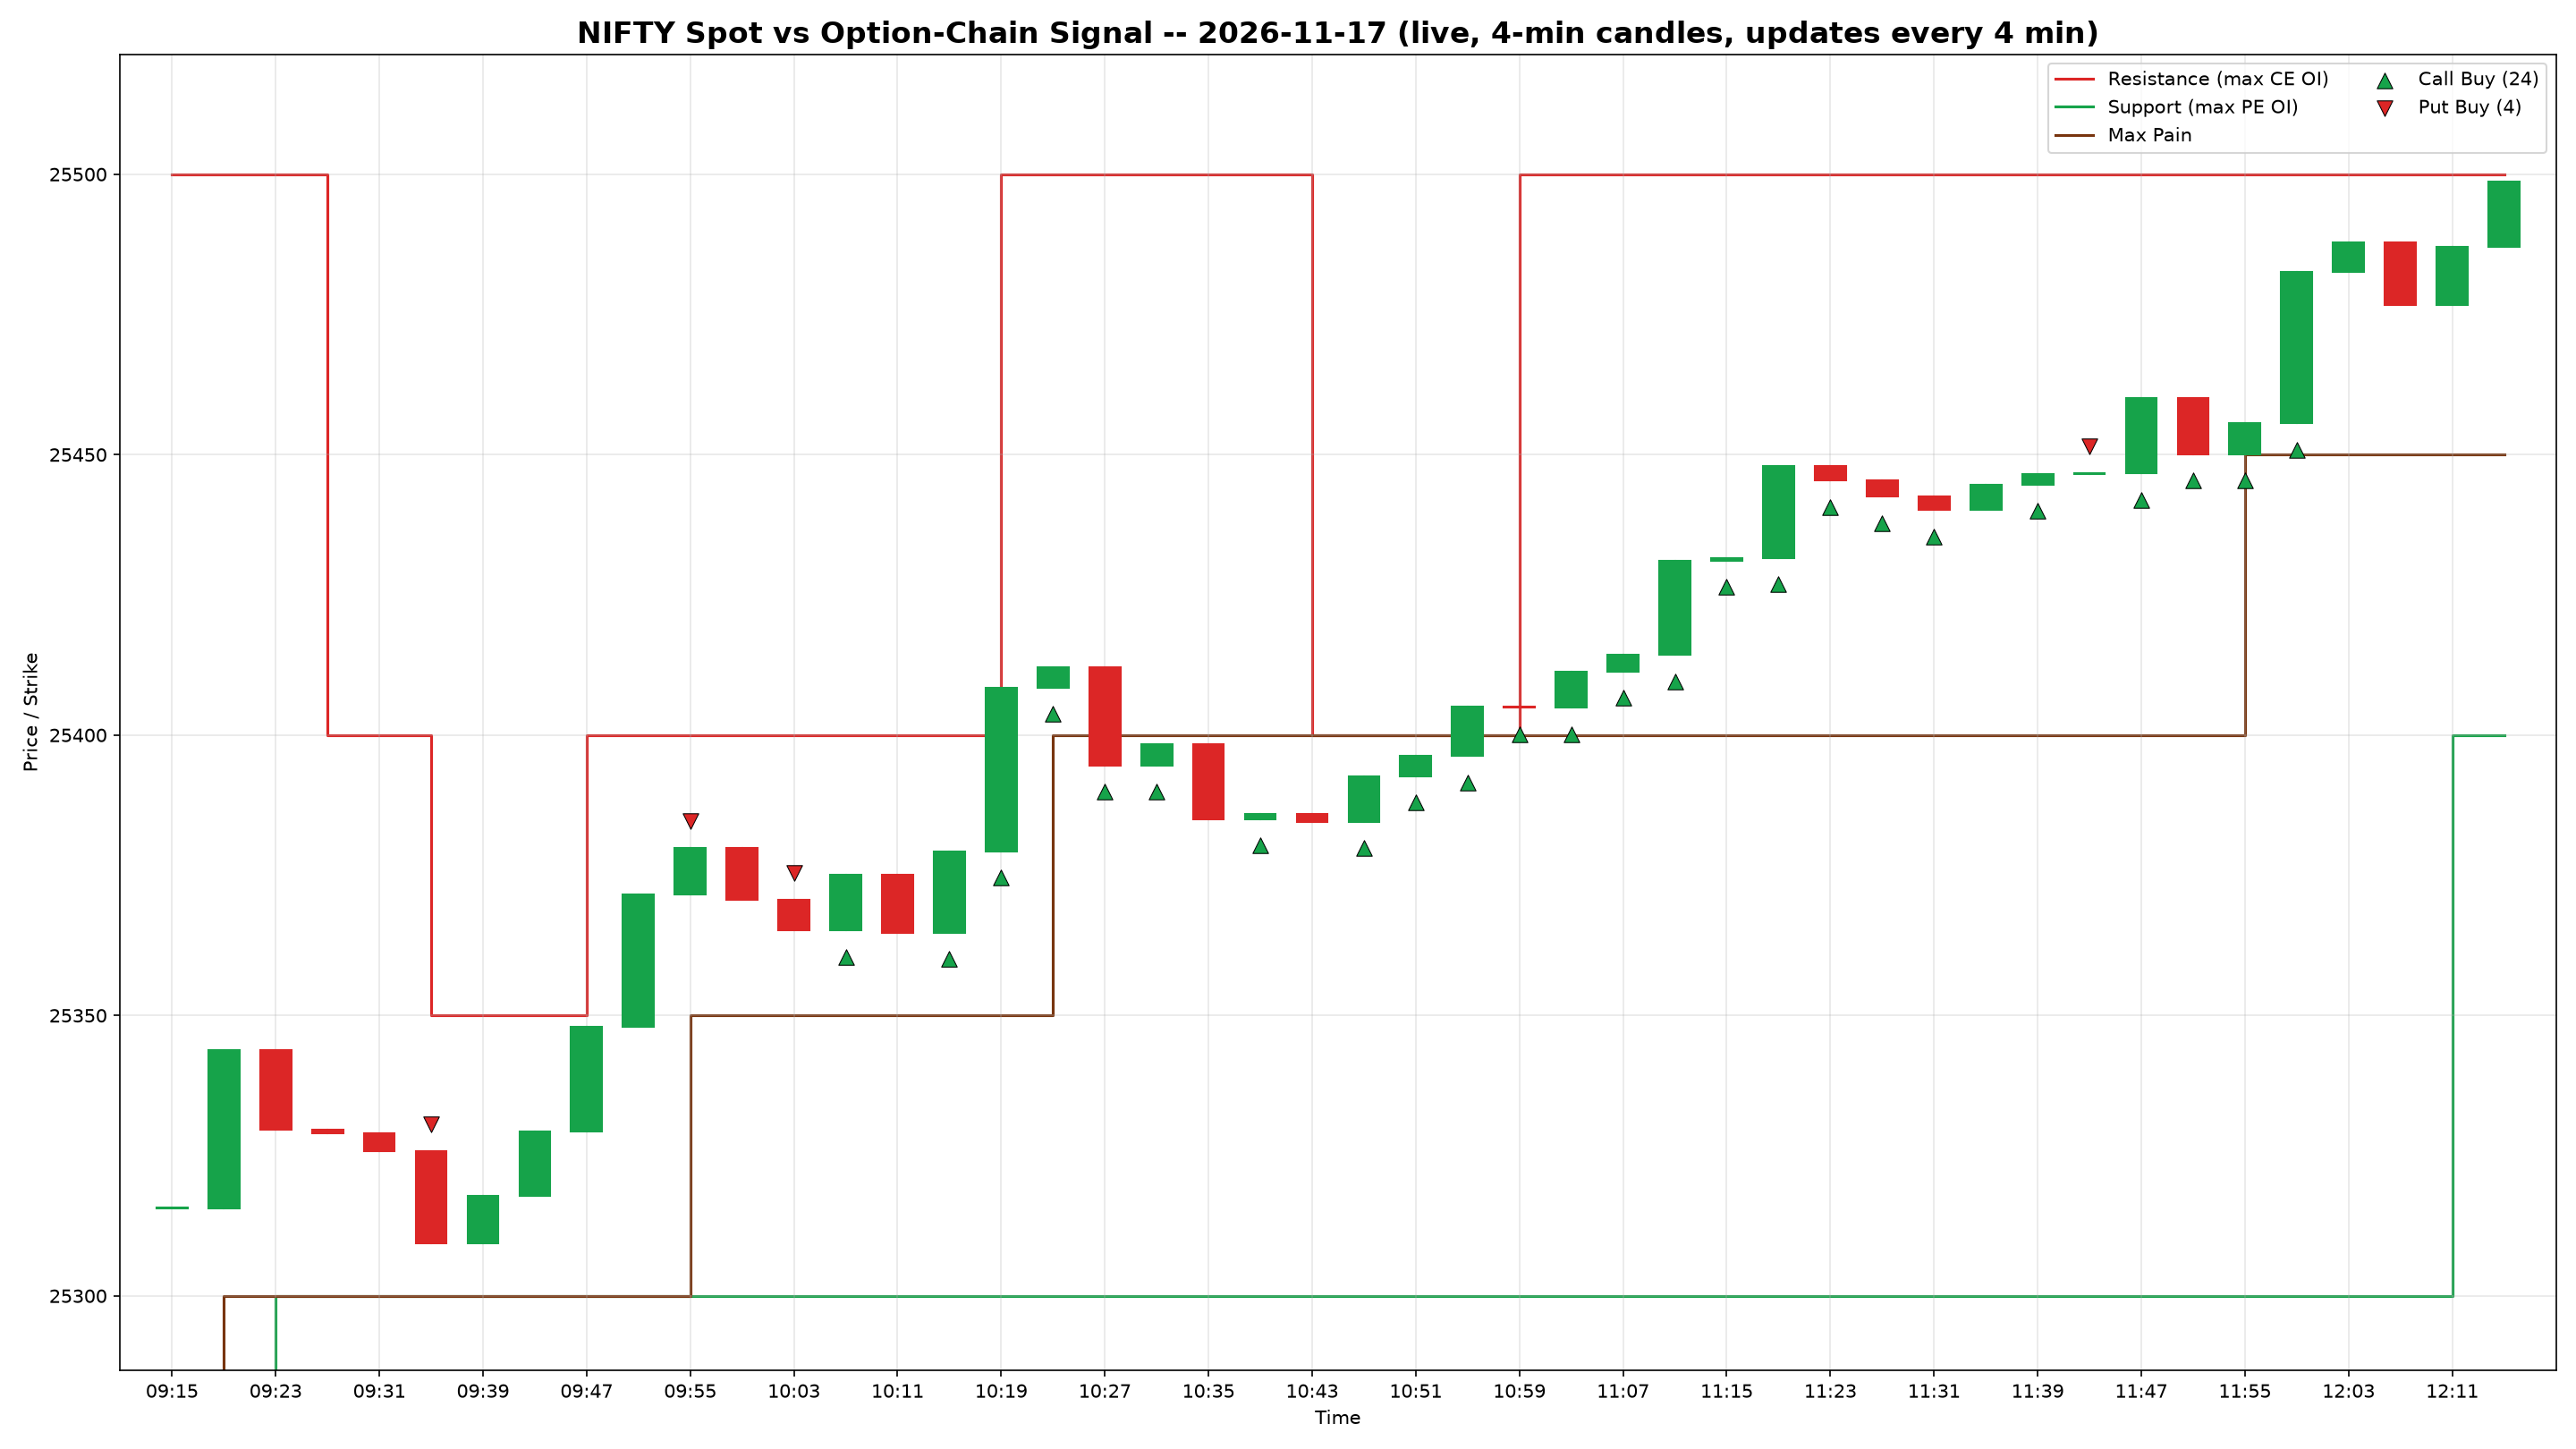 NIFTY Spot vs Option-Chain Signal -- 2026-11-17 (live, 4-min candles, updates every 4 min)
Resistance (max CE OI)
Support (max PE OI)
Max Pain
Call Buy (24)
Put Buy (4)
Price / Strike
25500
25450
25400
25350
25300
09:15 09:23 09:31 09:39 09:47 09:55 10:03 10:11 10:19 10:27 10:35 10:43 10:51 10:59 11:07 11:15 11:23 11:31 11:39 11:47 11:55 12:03 12:11
Time